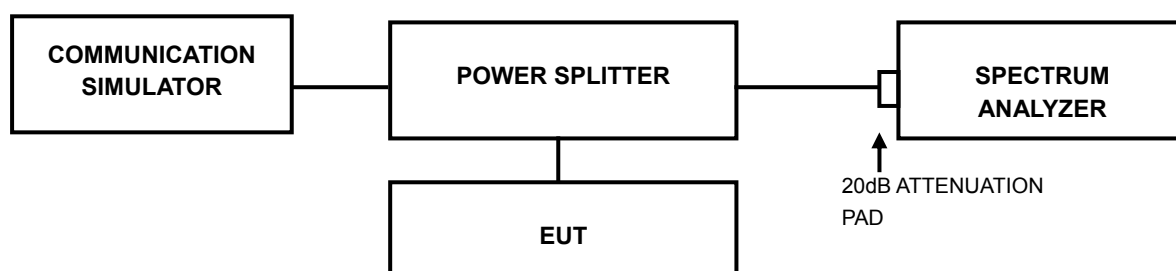 COMMUNICATION
SIMULATOR
POWER SPLITTER
SPECTRUM
ANALYZER
20dB ATTENUATION
PAD
EUT